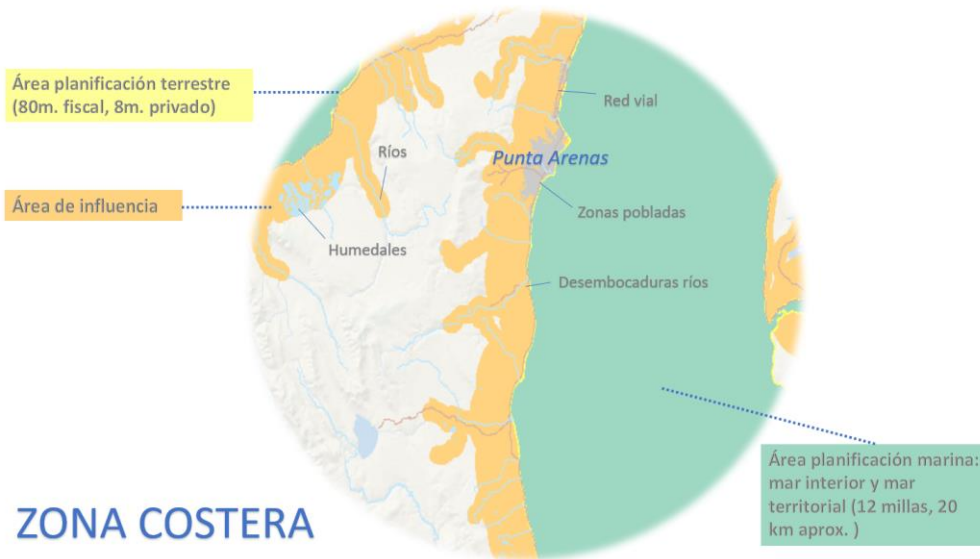 Área planificación terrestre
(80m. fiscal, 8m. privado)
Red vial
Ríos
Punta Arenas
Área de influencia
Zonas pobladas
Humedales
Desembocaduras ríos
Área planificación marina:
mar interior y mar
territorial (12 millas, 20
km aprox. )
ZONA COSTERA